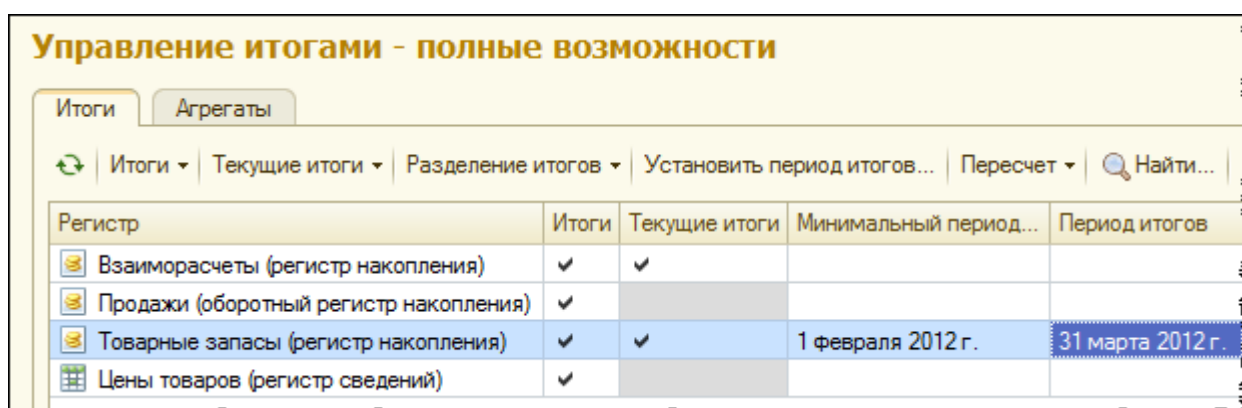 Управление итогами - полные возможности
Итоги Агрегаты
Итоги Текущие итоги Разделение итогов Установить период итогов... Пересчет Найти...
Регистр Итоги Текущие итоги Минимальный период... Период итогов
Взаиморасчеты (регистр накопления)
Продажи (оборотный регистр накопления)
Товарные запасы (регистр накопления) 1 февраля 2012 г. 31 марта 2012 г.
Цены товаров (регистр сведений)